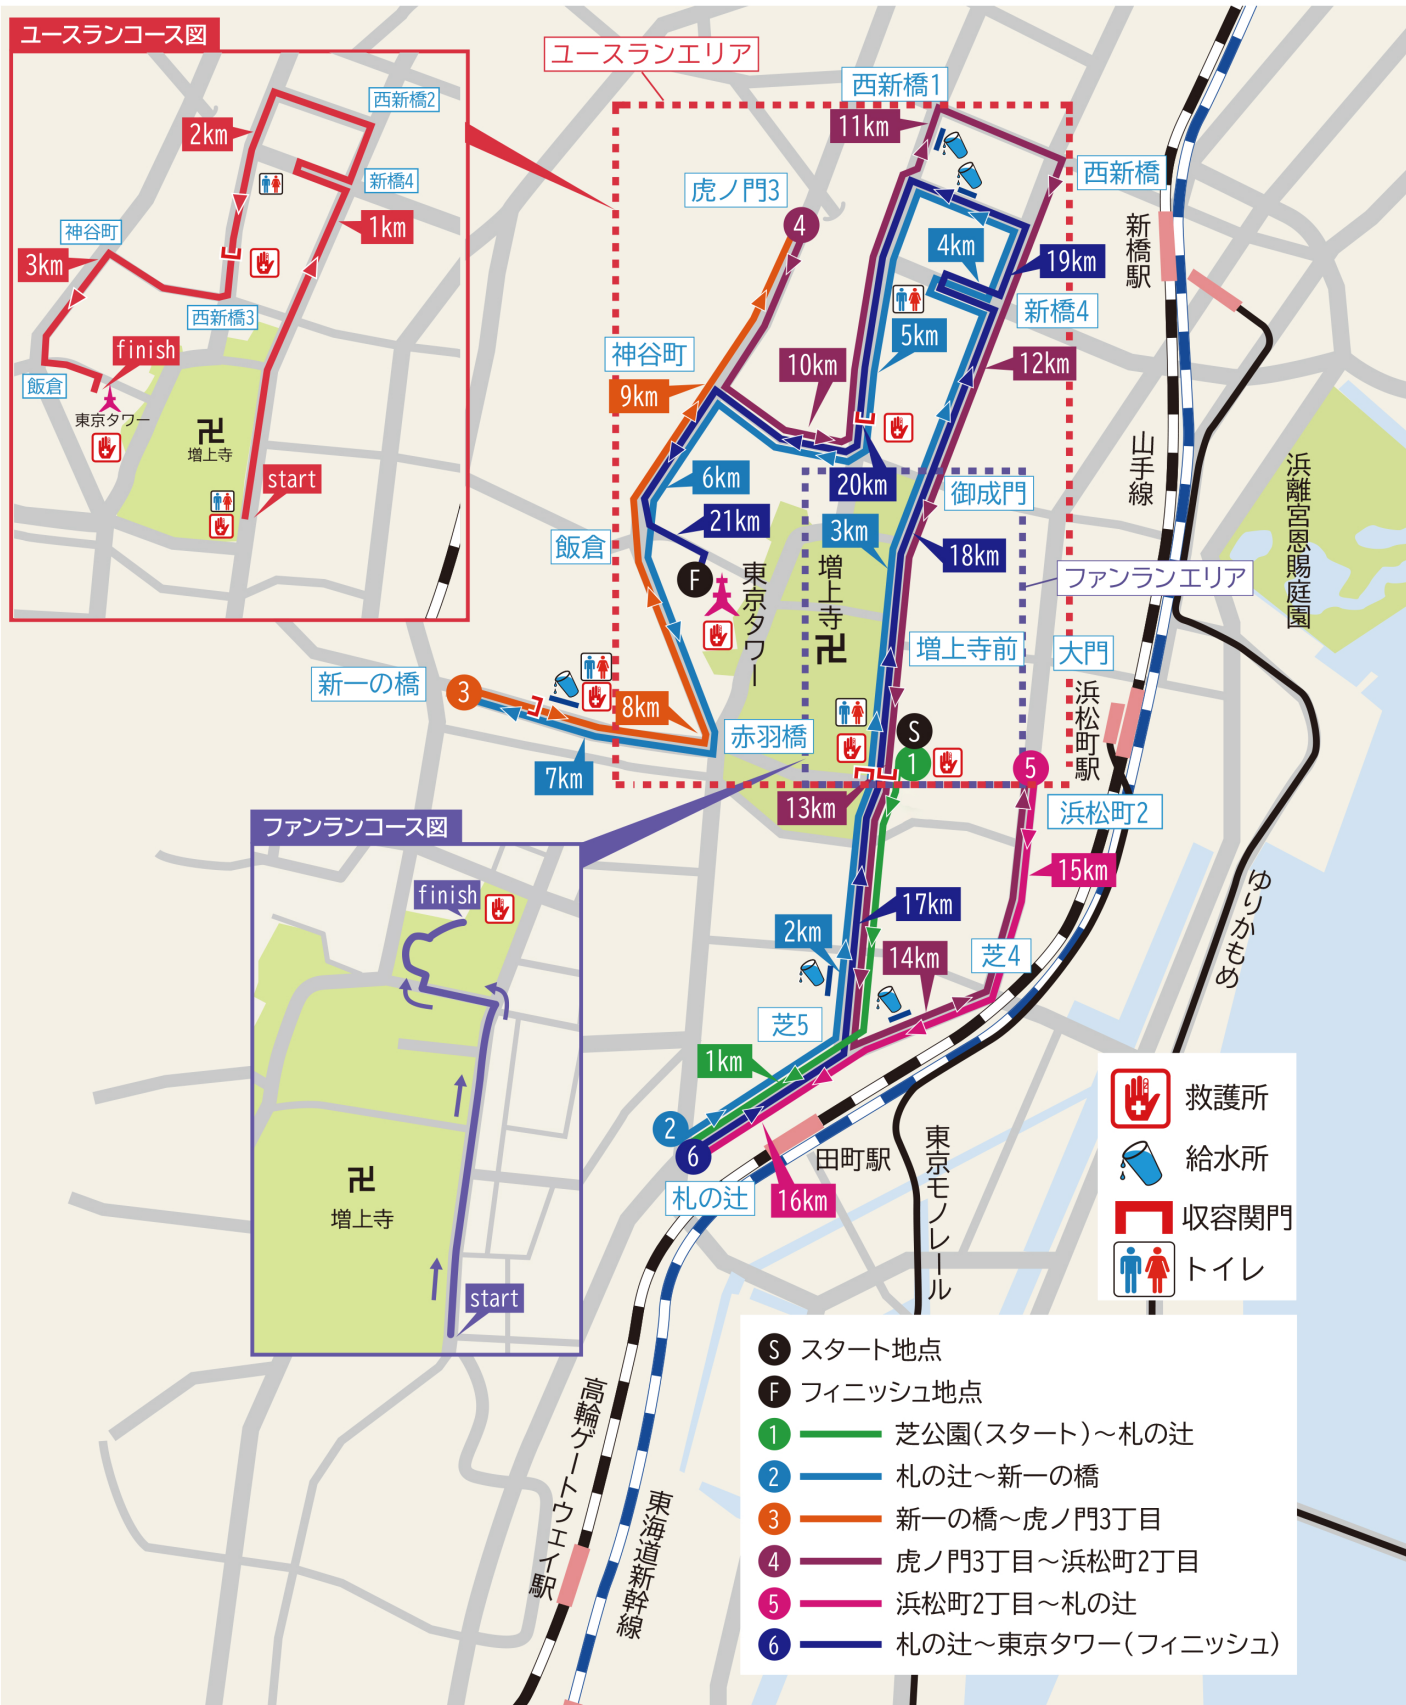 ユースランコース図
西新橋2
2km
新橋4
1km
神谷町
3km
西新橋3
finish
飯倉
東京タワー
増上寺
start
ユースランエリア
西新橋1
11km
西新橋
虎ノ門3
4
新橋駅
4km
19km
新橋4
5km
神谷町
10km
12km
9km
山手線
浜離宮恩賜庭園
6km
20km
御成門
21km
3km
18km
飯倉
F
東京タワー
増上寺
ファンランエリア
増上寺前
大門
新一の橋
3
8km
赤羽橋
S
1
5
浜松町駅
7km
13km
浜松町2
15km
ゆりかもめ
17km
2km
14km
芝4
芝5
1km
2
6
札の辻
16km
田町駅
東京モノレール
ファンランコース図
finish
増上寺
start
高輪ゲートウェイ駅
東海道新幹線
救護所
給水所
収容関門
トイレ
S スタート地点
F フィニッシュ地点
1 芝公園(スタート)～札の辻
2 札の辻～新一の橋
3 新一の橋～虎ノ門3丁目
4 虎ノ門3丁目～浜松町2丁目
5 浜松町2丁目～札の辻
6 札の辻～東京タワー(フィニッシュ)